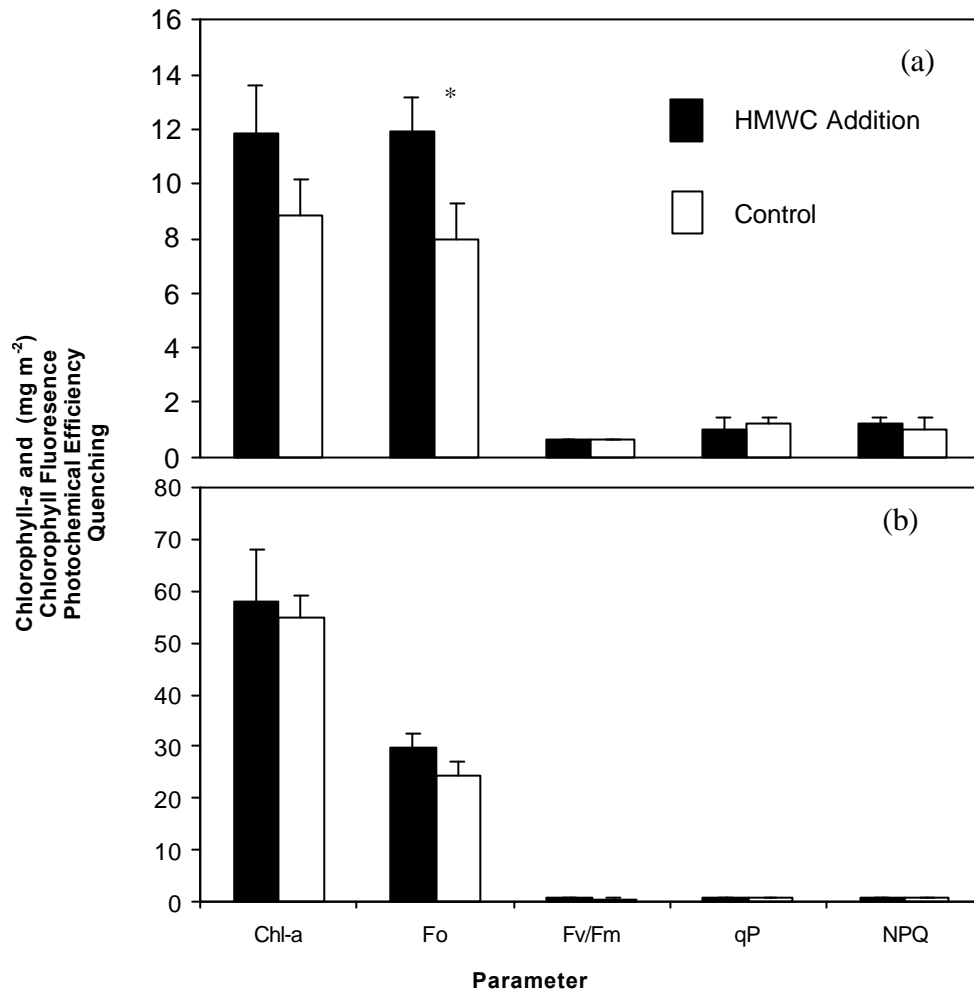 Chlorophyll-a and (mg m-2)
Chlorophyll Fluoresence
Photochemical Efficiency
Quenching
16
14
12
10
8
6
4
2
0
(a)
*
HMWC Addition
Control
80
70
60
50
40
30
20
10
0
(b)
Chl-a Fo Fv/Fm qP NPQ
Parameter